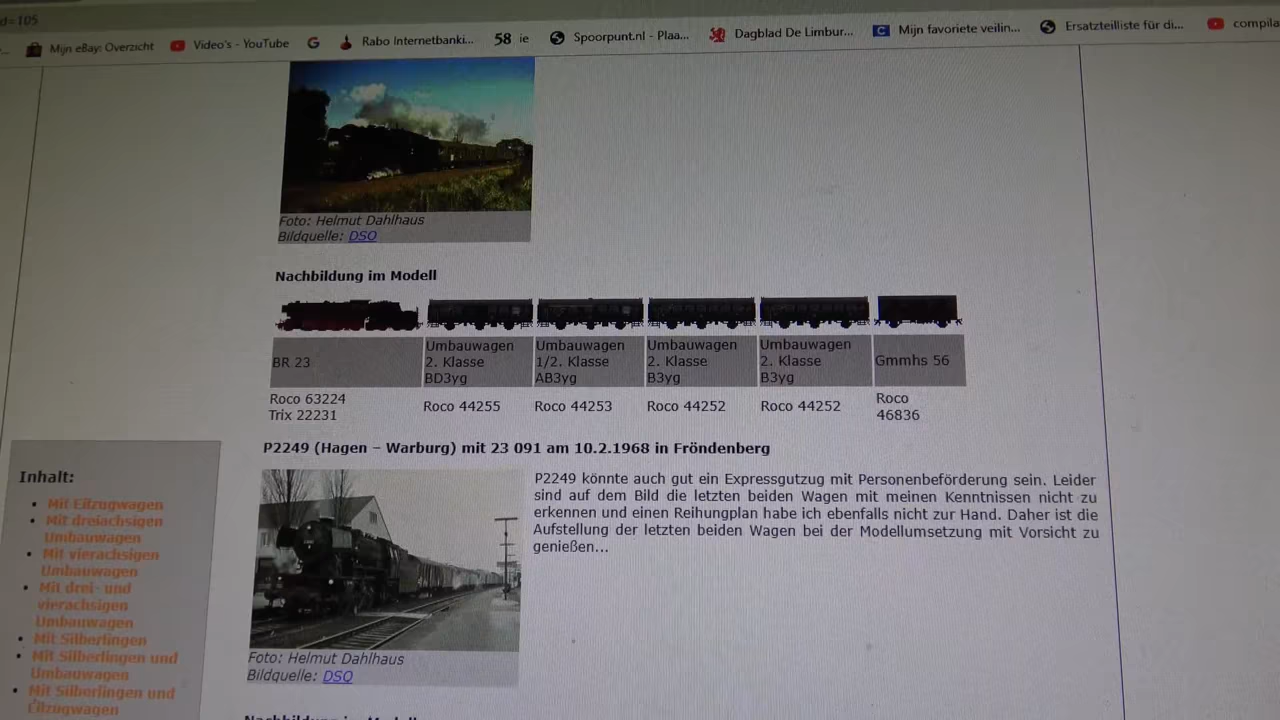 d=105
Mijn eBay: Overzicht
Video's - YouTube
Rabo Internetbanki...
58 ie
Spoorpunt.nl - Plaa...
Dagblad De Limbur...
C Mijn favoriete veilin...
Ersatzteilliste für di...
compila
Foto: Helmut Dahlhaus
Bildquelle: DSO
Nachbildung im Modell
BR 23
Umbauwagen
2. Klasse
BD3yg
Umbauwagen
1/2. Klasse
AB3yg
Umbauwagen
2. Klasse
B3yg
Umbauwagen
2. Klasse
B3yg
Gmmhs 56
Roco 63224
Trix 22231
Roco 44255
Roco 44253
Roco 44252
Roco 44252
Roco
46836
P2249 (Hagen – Warburg) mit 23 091 am 10.2.1968 in Fröndenberg
P2249 könnte auch gut ein Expressgutzug mit Personenbeförderung sein. Leider
sind auf dem Bild die letzten beiden Wagen mit meinen Kenntnissen nicht zu
erkennen und einen Reihungplan habe ich ebenfalls nicht zur Hand. Daher ist die
Aufstellung der letzten beiden Wagen bei der Modellumsetzung mit Vorsicht zu
genießen...
Foto: Helmut Dahlhaus
Bildquelle: DSO
Inhalt:
Mit Eilzugwagen
Mit dreiachsigen
Umbauwagen
Mit vierachsigen
Umbauwagen
Mit drei- und
vierachsigen
Umbauwagen
Mit Silberlingen
Mit Silberlingen und
Umbauwagen
Mit Silberlingen und
Eilzugwagen
Nachbildung im Modell